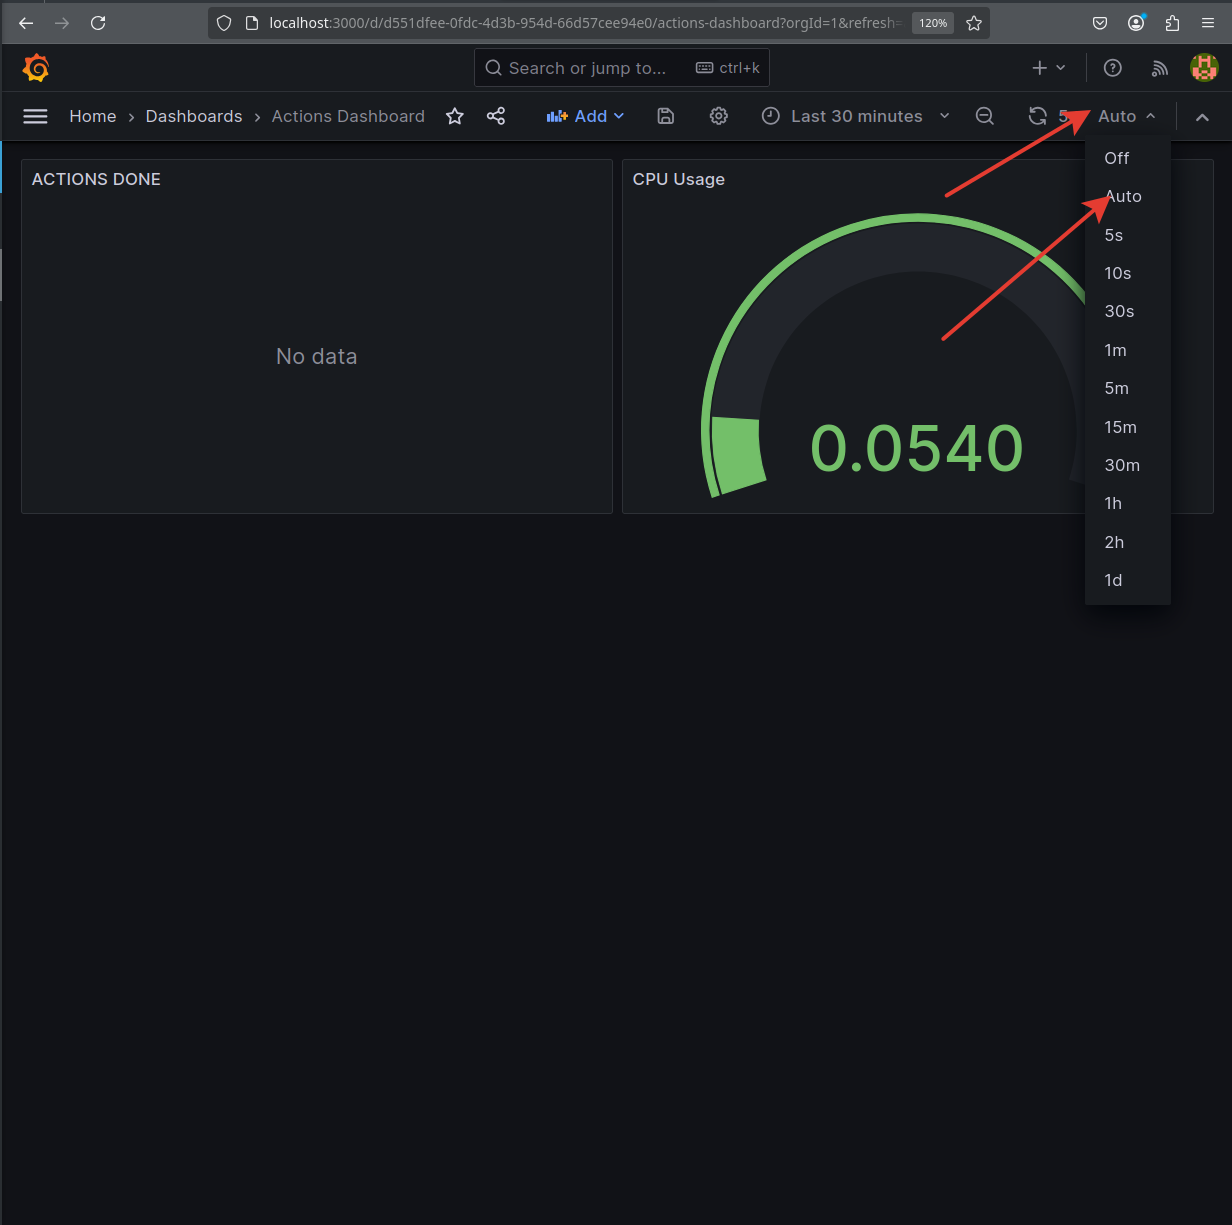 localhost:3000/d/d551dfee-0fdc-4d3b-954d-66d57cee94e0/actions-dashboard?orgId=1&refresh=
120%
Search or jump to...
ctrl+k
Home › Dashboards › Actions Dashboard
Add
Last 30 minutes
Auto
ACTIONS DONE
No data
CPU Usage
0.0540
Off
Auto
5s
10s
30s
1m
5m
15m
30m
1h
2h
1d